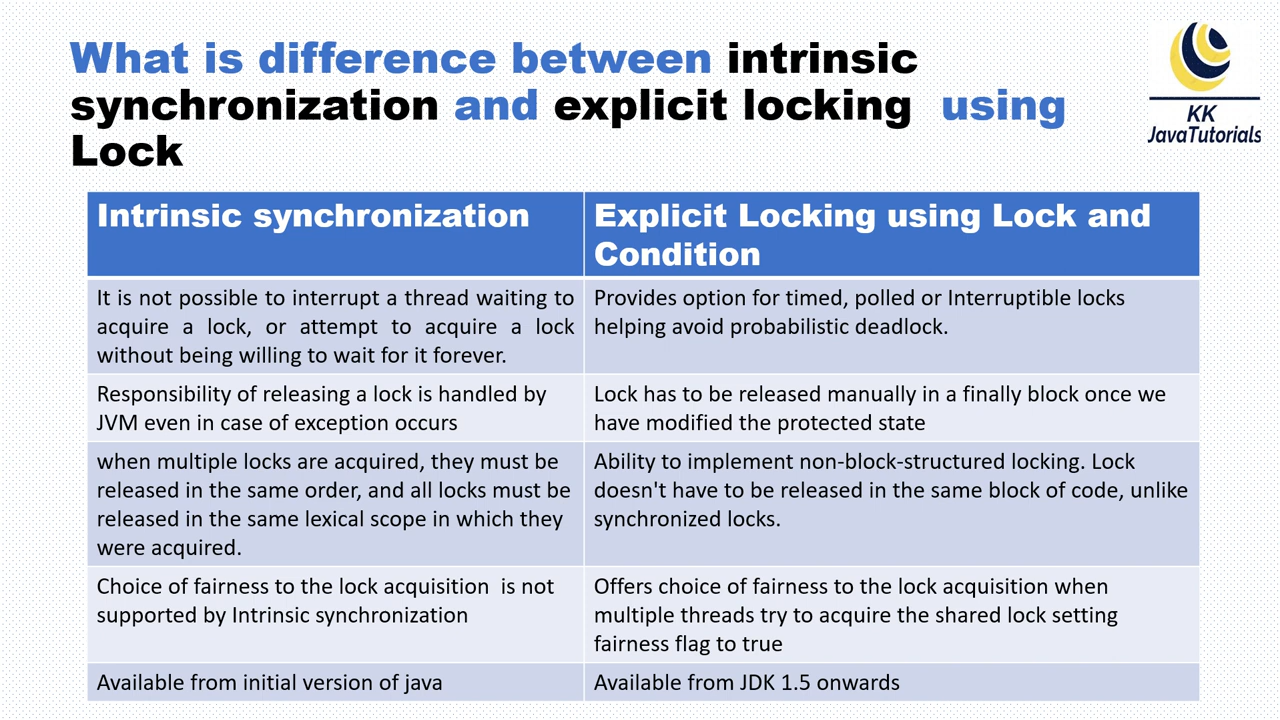 What is difference between intrinsic
synchronization and explicit locking using
Lock
KK
JavaTutorials
Intrinsic synchronization
Explicit Locking using Lock and
Condition
It is not possible to interrupt a thread waiting to
acquire a lock, or attempt to acquire a lock
without being willing to wait for it forever.
Provides option for timed, polled or Interruptible locks
helping avoid probabilistic deadlock.
Responsibility of releasing a lock is handled by
JVM even in case of exception occurs
Lock has to be released manually in a finally block once we
have modified the protected state
when multiple locks are acquired, they must be
released in the same order, and all locks must be
released in the same lexical scope in which they
were acquired.
Ability to implement non-block-structured locking. Lock
doesn't have to be released in the same block of code, unlike
synchronized locks.
Choice of fairness to the lock acquisition is not
supported by Intrinsic synchronization
Offers choice of fairness to the lock acquisition when
multiple threads try to acquire the shared lock setting
fairness flag to true
Available from initial version of java
Available from JDK 1.5 onwards